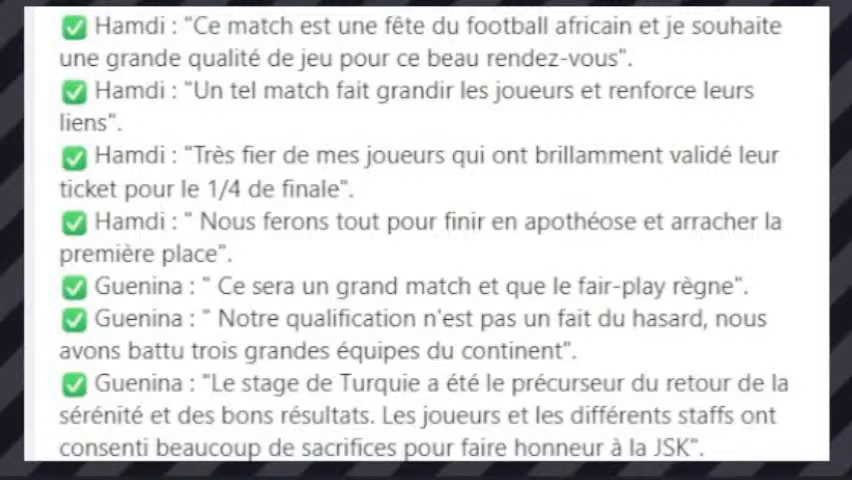 ✅ Hamdi : "Ce match est une fête du football africain et je souhaite
une grande qualité de jeu pour ce beau rendez-vous".
✅ Hamdi : "Un tel match fait grandir les joueurs et renforce leurs
liens".
✅ Hamdi : "Très fier de mes joueurs qui ont brillamment validé leur
ticket pour le 1/4 de finale".
✅ Hamdi : " Nous ferons tout pour finir en apothéose et arracher la
première place".
✅ Guenina : " Ce sera un grand match et que le fair-play règne".
✅ Guenina : " Notre qualification n'est pas un fait du hasard, nous
avons battu trois grandes équipes du continent".
✅ Guenina : "Le stage de Turquie a été le précurseur du retour de la
sérénité et des bons résultats. Les joueurs et les différents staffs ont
consenti beaucoup de sacrifices pour faire honneur à la JSK".